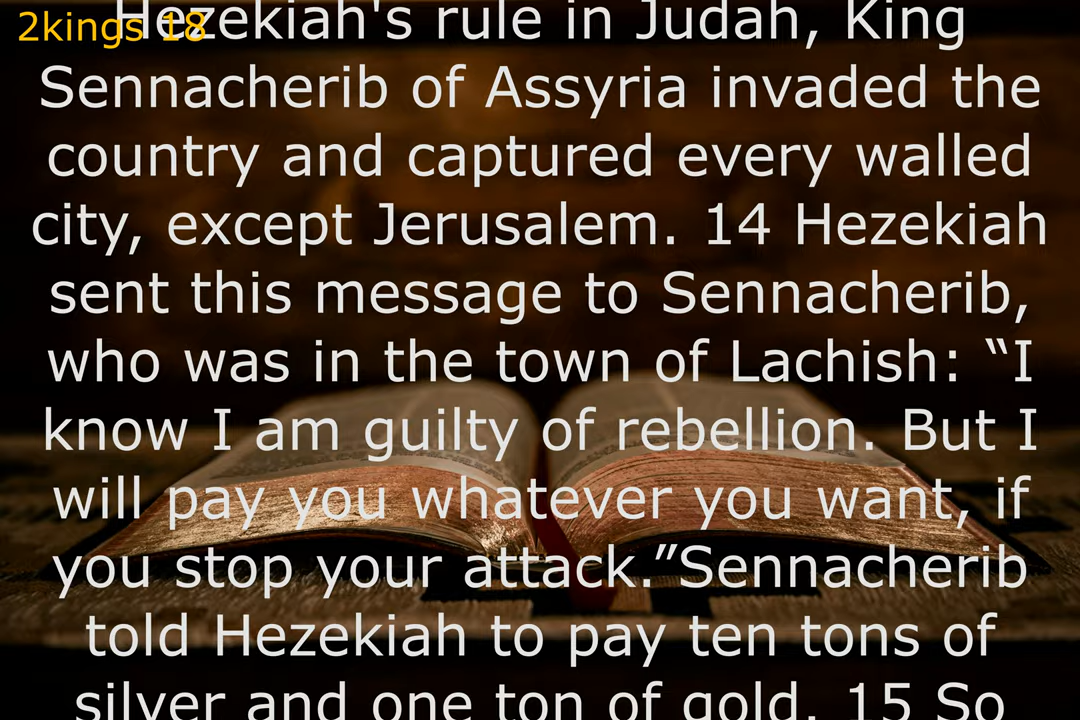 2kings 18
Hezekiah's rule in Judah, King
Sennacherib of Assyria invaded the
country and captured every walled
city, except Jerusalem. 14 Hezekiah
sent this message to Sennacherib,
who was in the town of Lachish: “I
know I am guilty of rebellion. But I
will pay you whatever you want, if
you stop your attack.”Sennacherib
told Hezekiah to pay ten tons of
silver and one ton of gold. 15 So